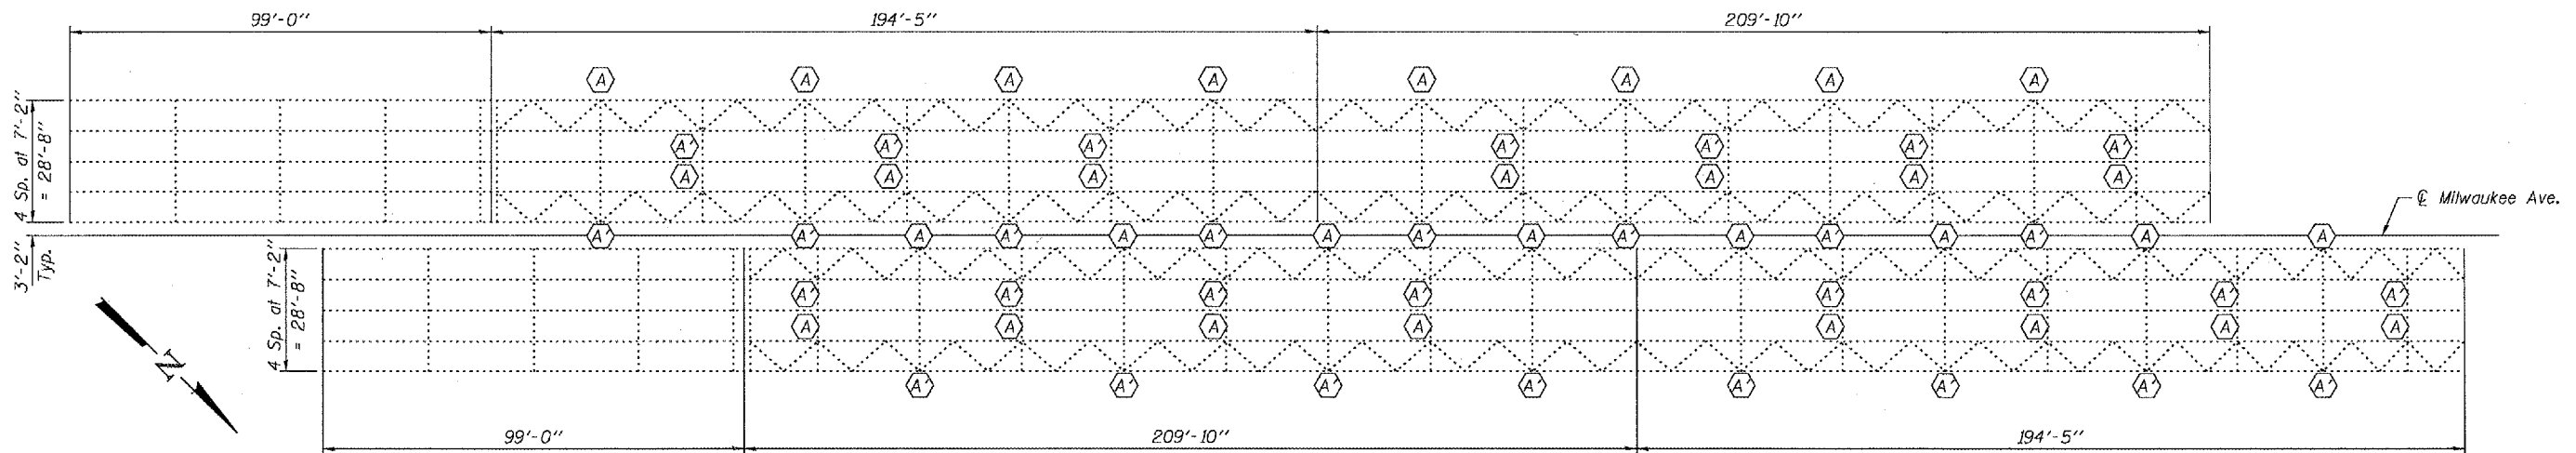 99'-0" 194'-5" 209'-10"
A A A A A A A A
4 Sp. at 7'-2"
= 28'-8"
A' A' A' A' A' A' A'
A A A A A A A
℄ Milwaukee Ave.
A' A' A A' A A' A A' A A' A A' A A' A A
3'-2"
Typ.
4 Sp. at 7'-2"
= 28'-8"
A' A' A' A' A' A' A' A'
A A A A A A A A
N
A' A' A' A' A' A' A' A'
99'-0" 209'-10" 194'-5"